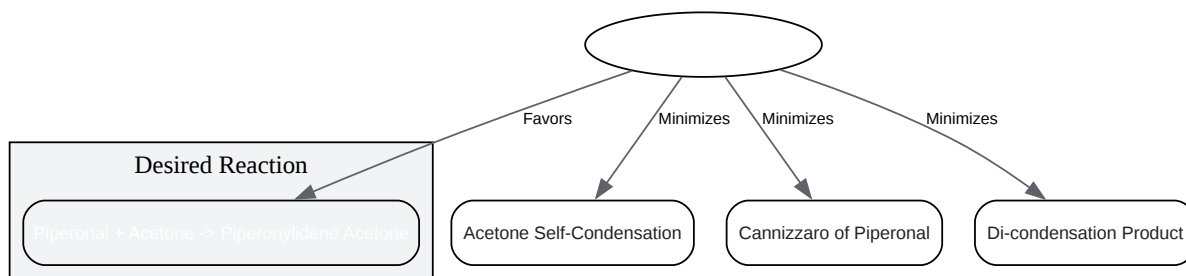 Favors
Minimizes
Minimizes
Minimizes
Desired Reaction
Piperonal + Acetone -> Piperonylidene Acetone
Acetone Self-Condensation
Cannizzaro of Piperonal
Di-condensation Product